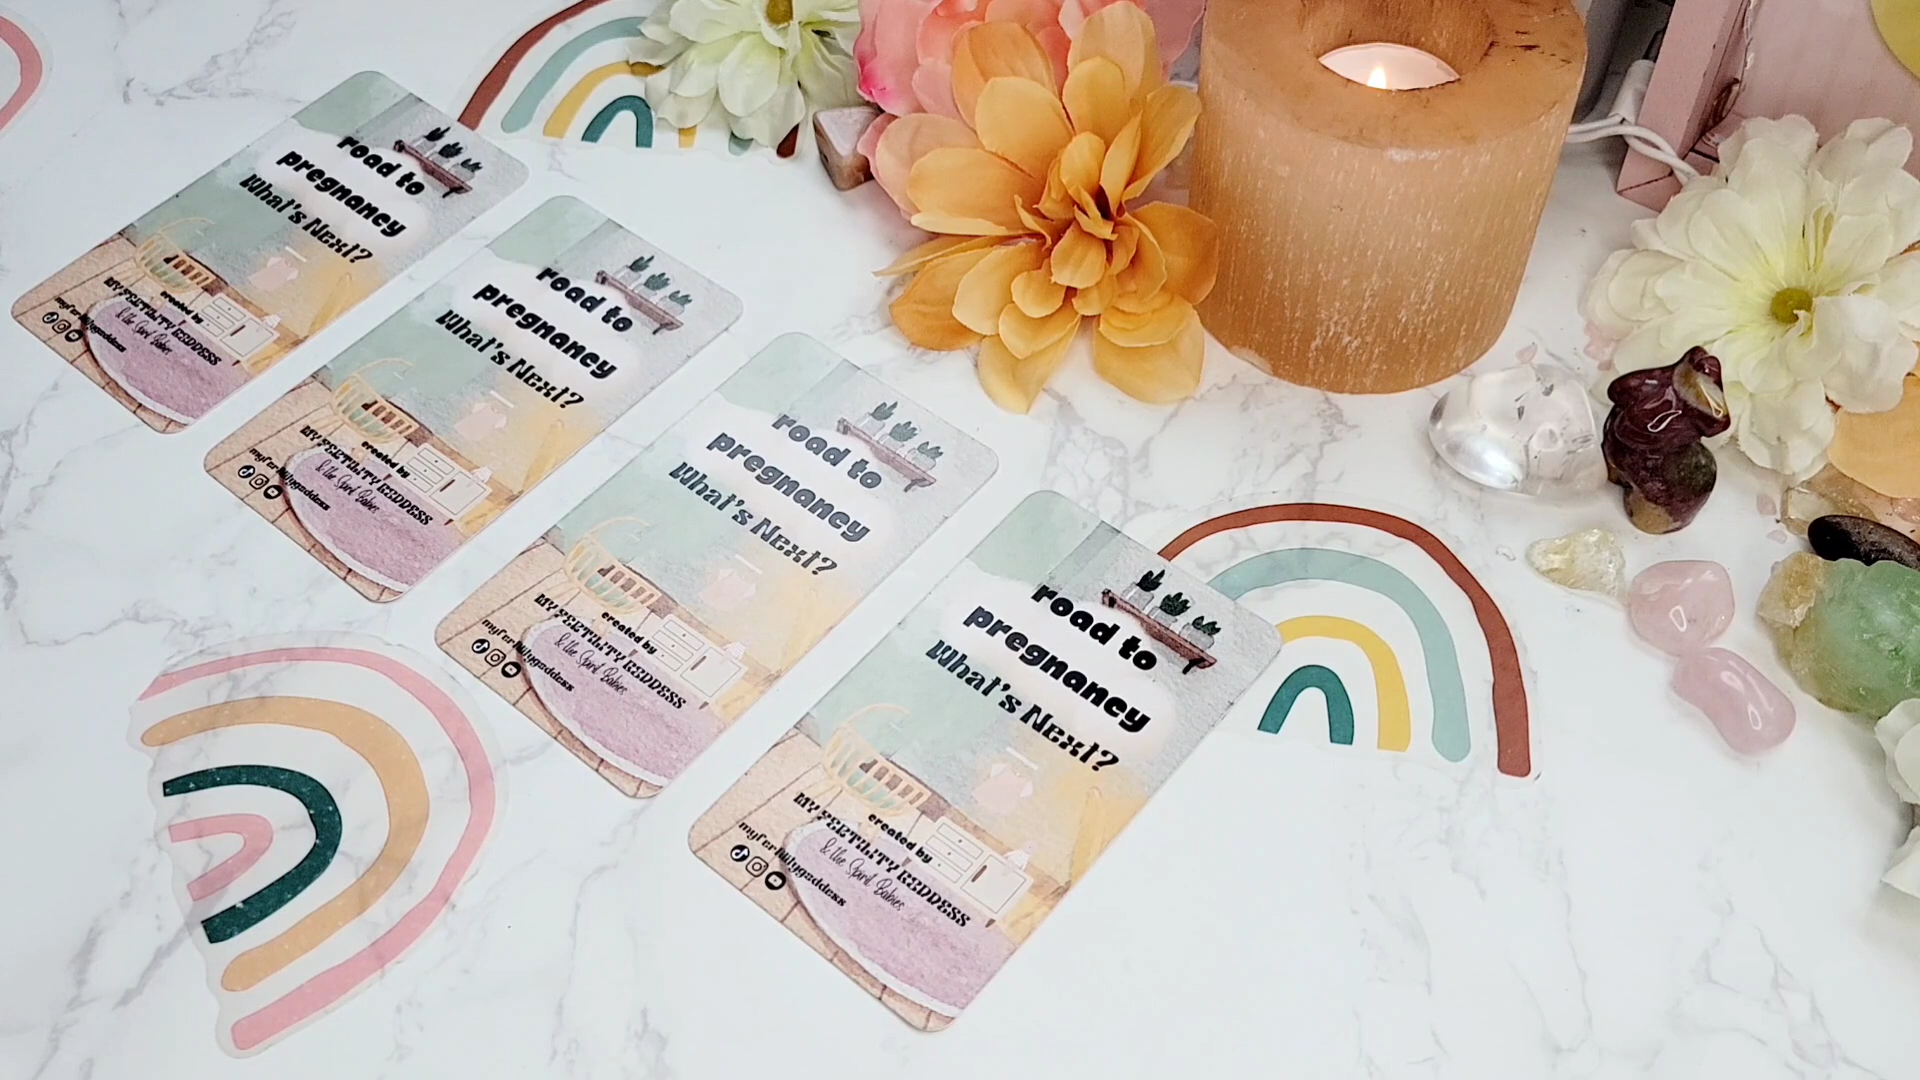 road to
pregnancy
What's Next?
created by
MY FERTILITY GODDESS
& the Spirit Babies
myfertilitygoddess
road to
pregnancy
What's Next?
created by
MY FERTILITY GODDESS
& the Spirit Babies
myfertilitygoddess
road to
pregnancy
What's Next?
created by
MY FERTILITY GODDESS
& the Spirit Babies
myfertilitygoddess
road to
pregnancy
What's Next?
created by
MY FERTILITY GODDESS
& the Spirit Babies
myfertilitygoddess